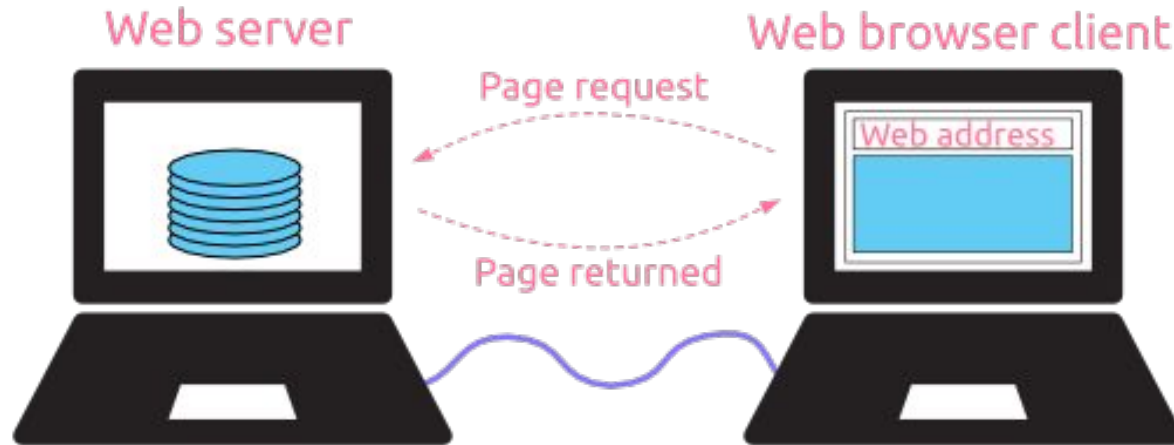 Web server
Web browser client
Page request
Web address
Page returned